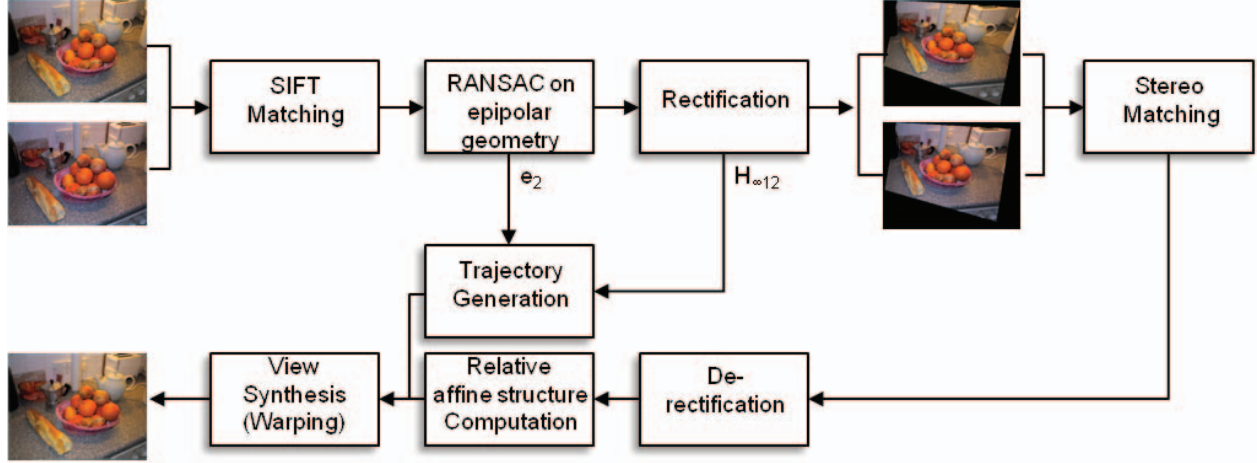 SIFT
Matching
RANSAC on
epipolar
geometry
Rectification
Stereo
Matching
e₂
H∞12
Trajectory
Generation
View
Synthesis
(Warping)
Relative
affine structure
Computation
De-
rectification